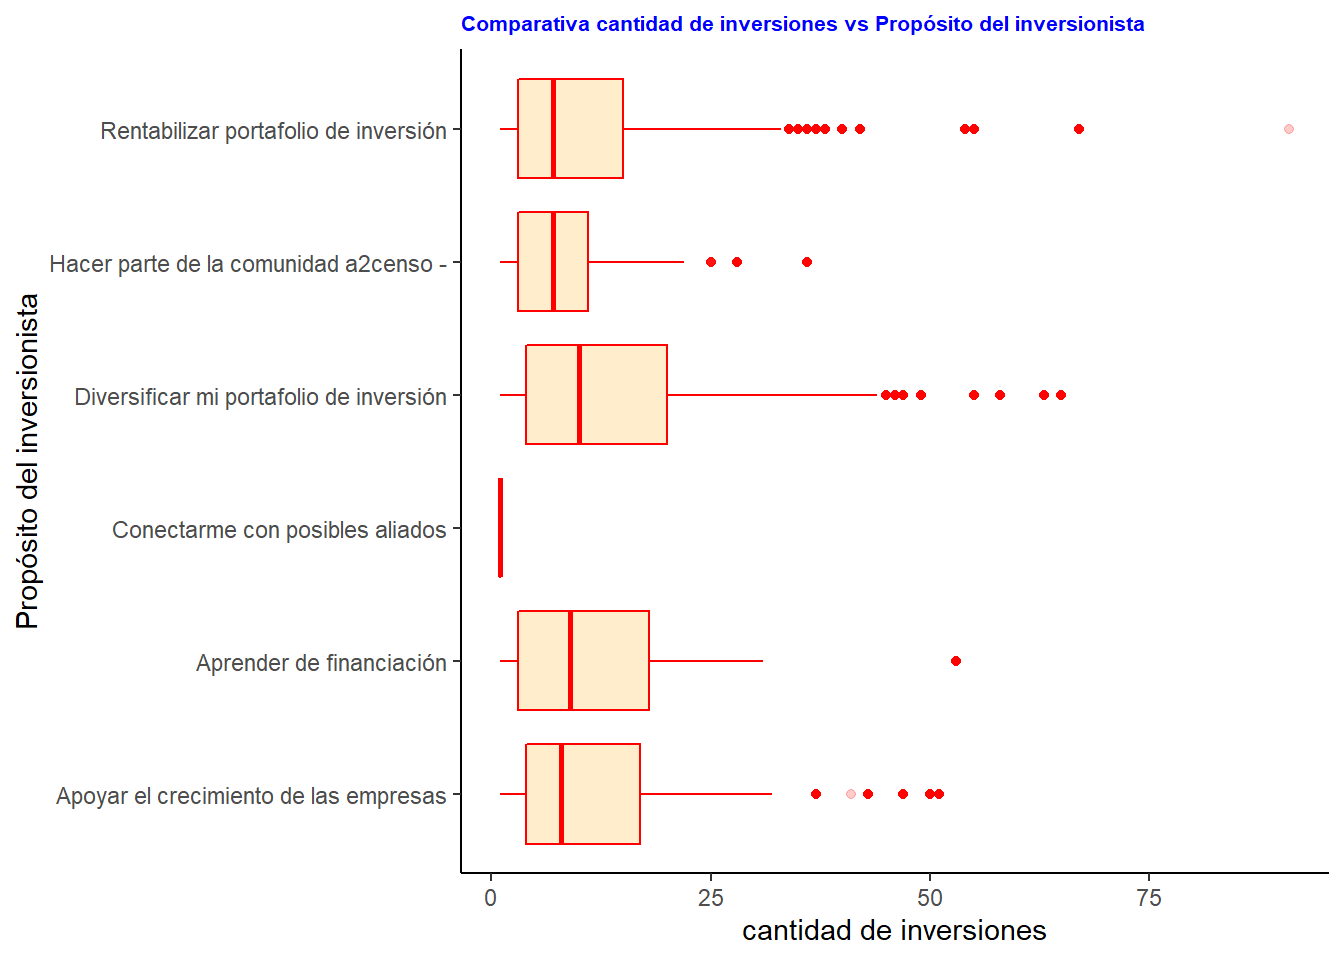 Comparativa cantidad de inversiones vs Propósito del inversionista
Propósito del inversionista
Rentabilizar portafolio de inversión
Hacer parte de la comunidad a2censo -
Diversificar mi portafolio de inversión
Conectarme con posibles aliados
Aprender de financiación
Apoyar el crecimiento de las empresas
0 25 50 75
cantidad de inversiones